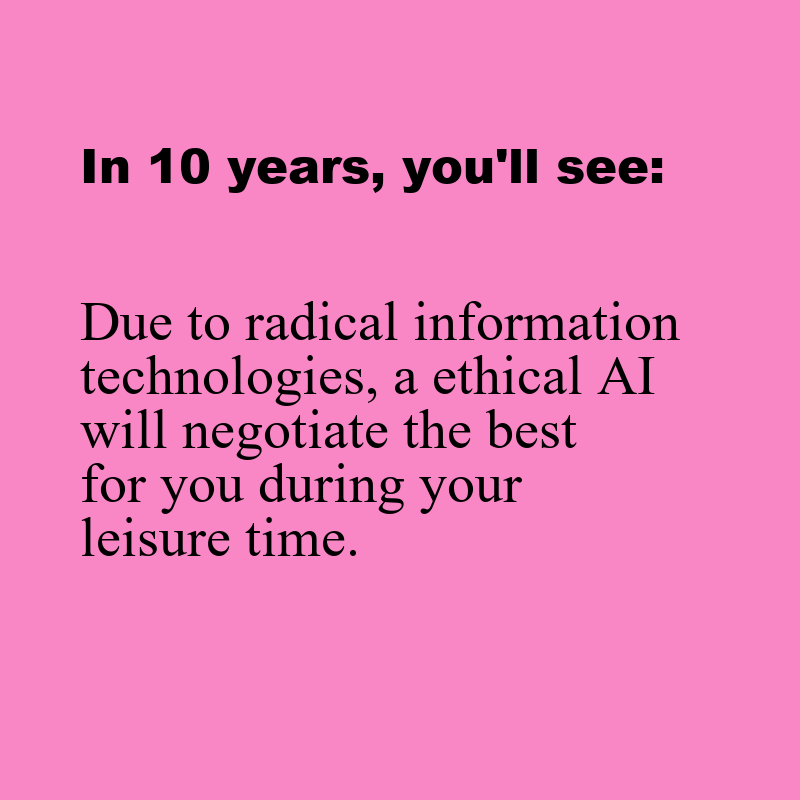 In 10 years, you'll see:
Due to radical information
technologies, a ethical AI
will negotiate the best
for you during your
leisure time.